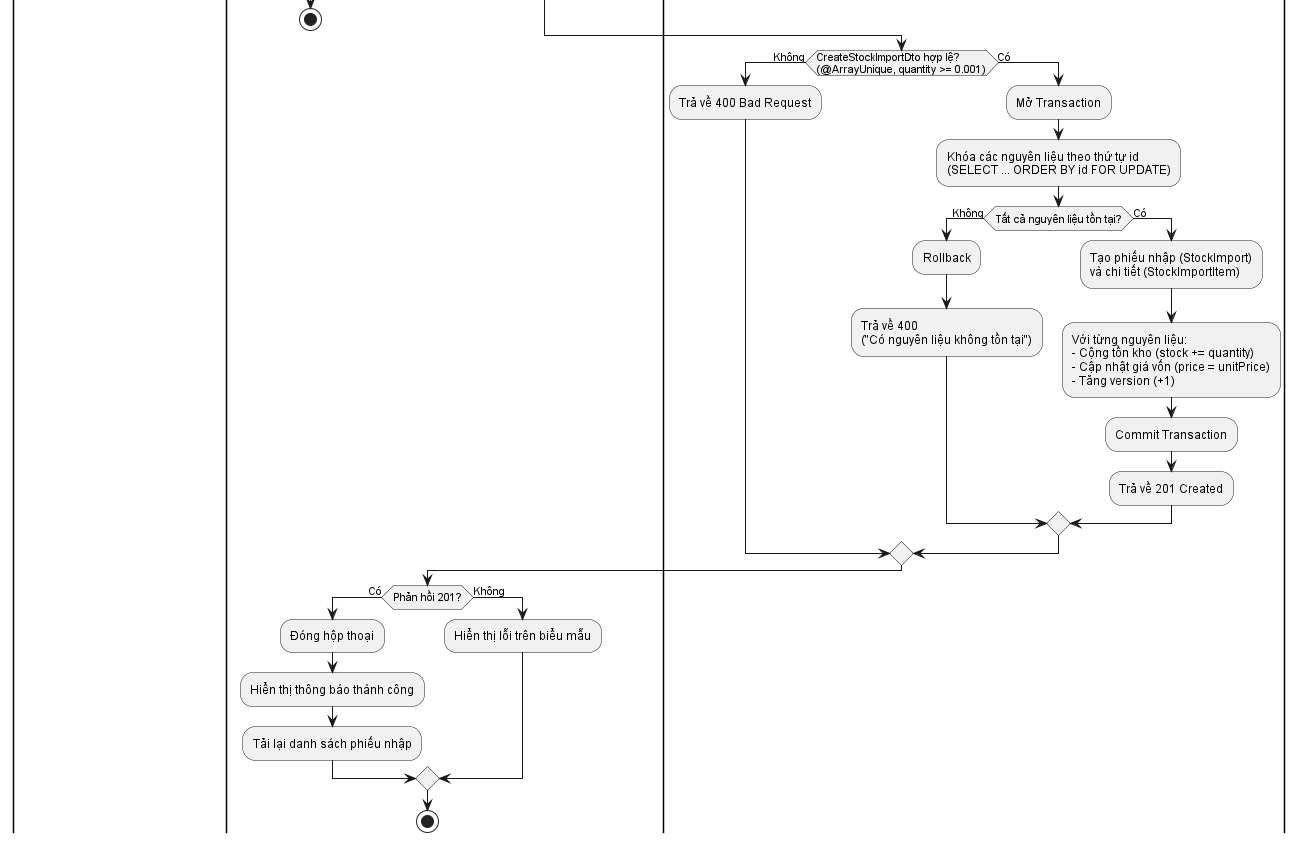 Không
CreateStockImportDto hợp lệ?
(@ArrayUnique, quantity >= 0.001)
Có
Trả về 400 Bad Request
Mở Transaction
Khóa các nguyên liệu theo thứ tự id
(SELECT ... ORDER BY id FOR UPDATE)
Không
Tất cả nguyên liệu tồn tại?
Có
Rollback
Tạo phiếu nhập (StockImport)
và chi tiết (StockImportItem)
Trả về 400
("Có nguyên liệu không tồn tại")
Với từng nguyên liệu:
- Cộng tồn kho (stock += quantity)
- Cập nhật giá vốn (price = unitPrice)
- Tăng version (+1)
Commit Transaction
Trả về 201 Created
Có
Phản hồi 201?
Không
Đóng hộp thoại
Hiển thị lỗi trên biểu mẫu
Hiển thị thông báo thành công
Tải lại danh sách phiếu nhập